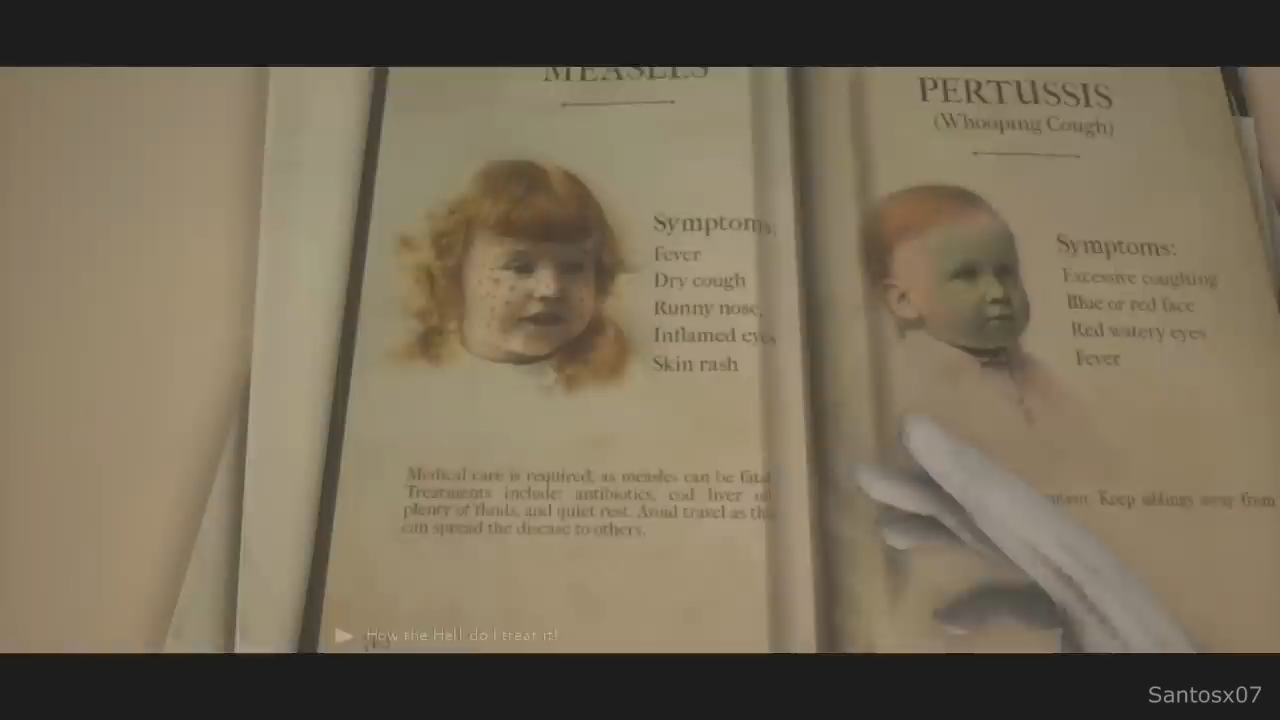 MEASLES
Symptoms:
Fever
Dry cough
Runny nose,
Inflamed eyes
Skin rash
Medical care is required, as measles can be fatal
Treatments include: antibiotics, cod liver oil
plenty of fluids, and quiet rest. Avoid travel as this
can spread the disease to others.
PERTUSSIS
(Whooping Cough)
Symptoms:
Excessive coughing
Blue or red face
Red watery eyes
Fever
Keep siblings away from
How the Hell do I treat it!
Santosx07